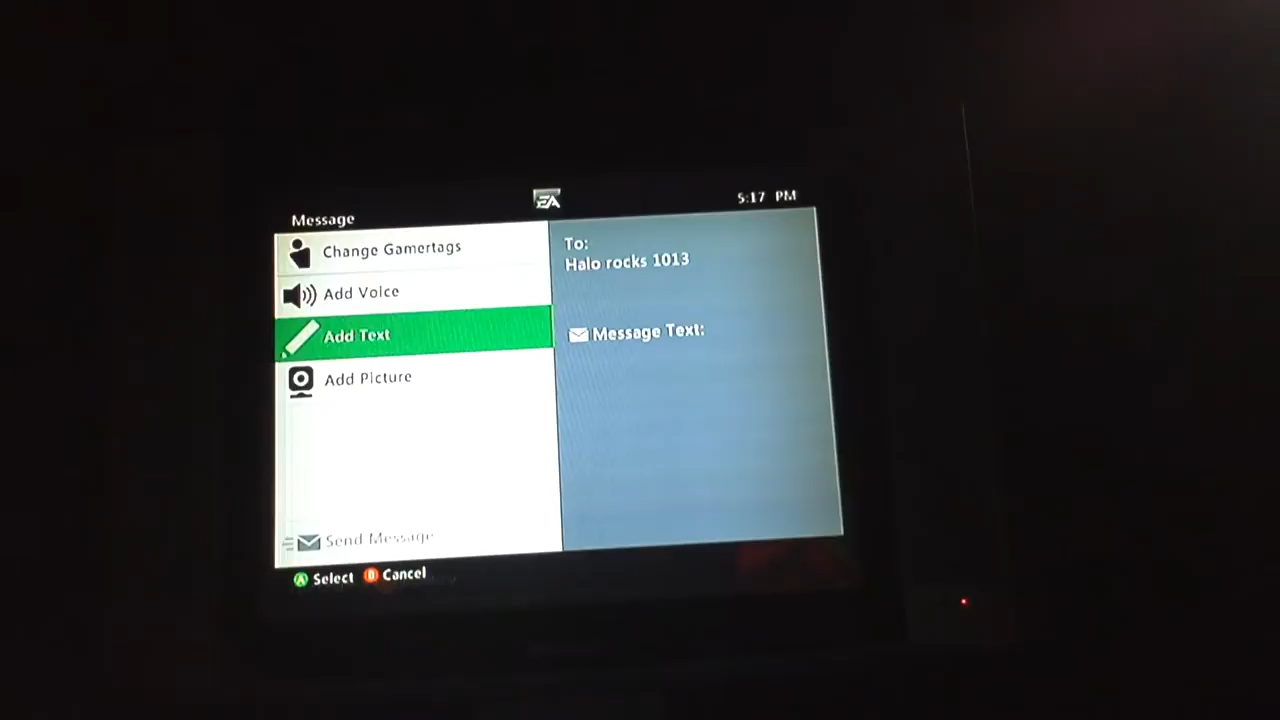 EA
5:17 PM
Message
Change Gamertags
Add Voice
Add Text
Add Picture
Send Message
To:
Halo rocks 1013
Message Text:
A Select B Cancel